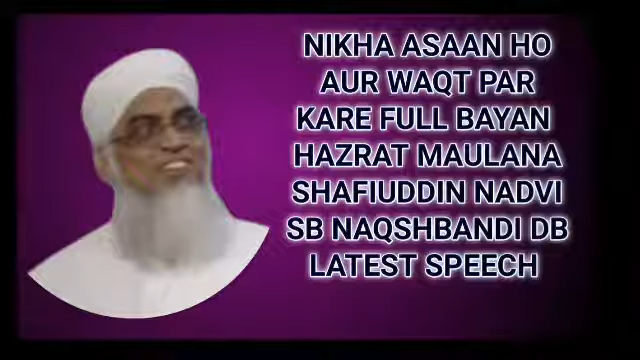 NIKHA ASAAN HO
AUR WAQT PAR
KARE FULL BAYAN
HAZRAT MAULANA
SHAFIUDDIN NADVI
SB NAQSHBANDI DB
LATEST SPEECH